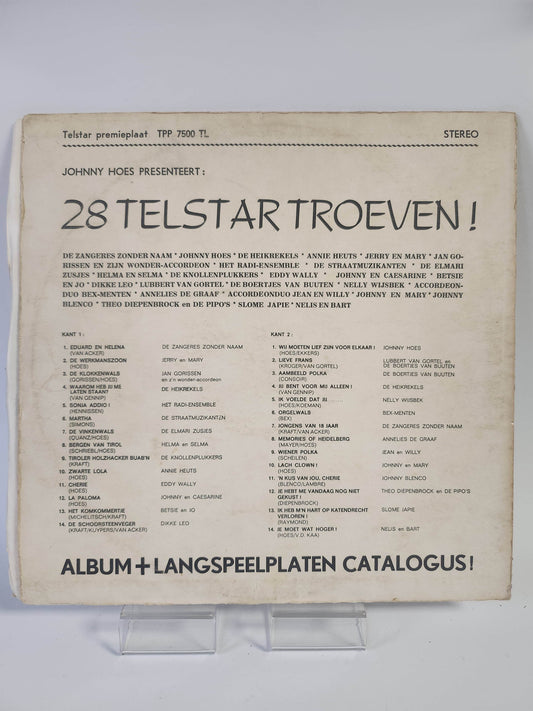 Telstar premieplaat TPP 7500 TL STEREO
JOHNNY HOES PRESENTEERT:
28 TELSTAR TROEVEN!
DE ZANGERES ZONDER NAAM * JOHNNY HOES * DE HEIKREKELS * ANNIE HEUTS * JERRY EN MARY * JAN GO-
RISSEN EN ZIJN WONDER-ACCORDEON * HET RADI-ENSEMBLE * DE STRAATMUZIKANTEN * DE ELMARI
ZUSJES * HELMA EN SELMA * DE KNOLLENPLUKKERS * EDDY WALLY * JOHNNY EN CAESARINE * BETSIE
EN JO * DIKKE LEO * LUBBERT VAN GORTEL * DE BOERTJES VAN BUUTEN * NELLY WIJSBEK * ACCORDEON-
DUO BEX-MENTEN * ANNELIES DE GRAAF * ACCORDEONDUO JEAN EN WILLY * JOHNNY EN MARY * JOHNNY
BLENCO * THEO DIEPENBROCK en DE PIPO'S * SLOME JAPIE * NELIS EN BART
KANT 1:
1. EDUARD EN HELENA DE ZANGERES ZONDER NAAM
(VAN ACKER)
2. DE WERKMANSZOON JERRY en MARY
(HOES)
3. DE KLOKKENWALS JAN GORISSEN
(GORISSEN/HOES) en z'n wonder-accordeon
4. WAAROM HEB JIJ ME DE HEIKREKELS
LATEN STAAN?
(VAN GENNIP)
5. SONJA ADDIO! HET RADI-ENSEMBLE
(HENNISSEN)
6. MARTHA DE STRAATMUZIKANTZN
(SIMONS)
7. DE VINKENWALS DE ELMARI ZUSJES
(QUANZ/HOES)
8. BERGEN VAN TIROL HELMA en SELMA
(SCHRIEBL/HOES)
9. TIROLER HOLZHACKER BUAB'N DE KNOLLENPLUKKERS
(KRAFT)
10. ZWARTE LOLA ANNIE HEUTS
(HOES)
11. CHERIE EDDY WALLY
(HOES)
12. LA PALOMA JOHNNY en CAESARINE
(HOES)
13. HET KOMKOMMERTJE BETSIE en JO
(MICHELITSCH/KRAFT)
14. DE SCHOORSTEENVEGER DIKKE LEO
(KRAFT/KUYPERS/VAN ACKER)
KANT 2:
1. WIJ MOETEN LIEF ZIJN VOOR ELKAAR! JOHNNY HOES
(HOES/EKKERS)
2. LIEVE FRANS LUBBERT VAN GORTEL en
(KROGER/VAN GORTEL) DE BOERTJES VAN BUUTEN
3. AAMBEELD POLKA DE BOERTJES VAN BUUTEN
(CONSOIR)
4. JIJ BENT VOOR MIJ ALLEEN! DE HEIKREKELS
(VAN GENNIP)
5. IK VOELDE DAT JIJ ...... NELLY WIJSBEK
(HOES/KOEMAN)
6. ORGELWALS BEX-MENTEN
(BEX)
7. JONGENS VAN 18 JAAR DE ZANGERES ZONDER NAAM
(KRAFT/VAN ACKER)
8. MEMORIES OF HEIDELBERG ANNELIES DE GRAAF
(MAYER/HOES)
9. WIENER POLKA JEAN en WILLY
(SCHEILEN)
10. LACH CLOWN! JOHNNY en MARY
(HOES)
11. 'N KUS VAN JOU, CHERIE JOHNNY BLENCO
(BLENCO/LAMBRE)
12. JE HEBT ME VANDAAG NOG NIET THEO DIEPENBROCK en DE PIPO'S
GEKUST!
(DIEPENBROCK)
13. IK HEB M'N HART OP KATENDRECHT SLOME JAPIE
VERLOREN!
(RAYMOND)
14. JE MOET WAT HOGER! NELIS en BART
(HOES/V.D. KAA)
ALBUM+LANGSPEELPLATEN CATALOGUS!